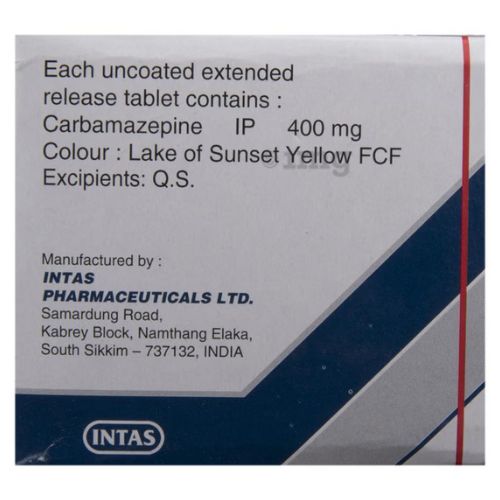 Each uncoated extended
release tablet contains :
Carbamazepine IP 400 mg
Colour : Lake of Sunset Yellow FCF
Excipients: Q.S.
Manufactured by :
INTAS
PHARMACEUTICALS LTD.
Samardung Road,
Kabrey Block, Namthang Elaka,
South Sikkim – 737132, INDIA
INTAS